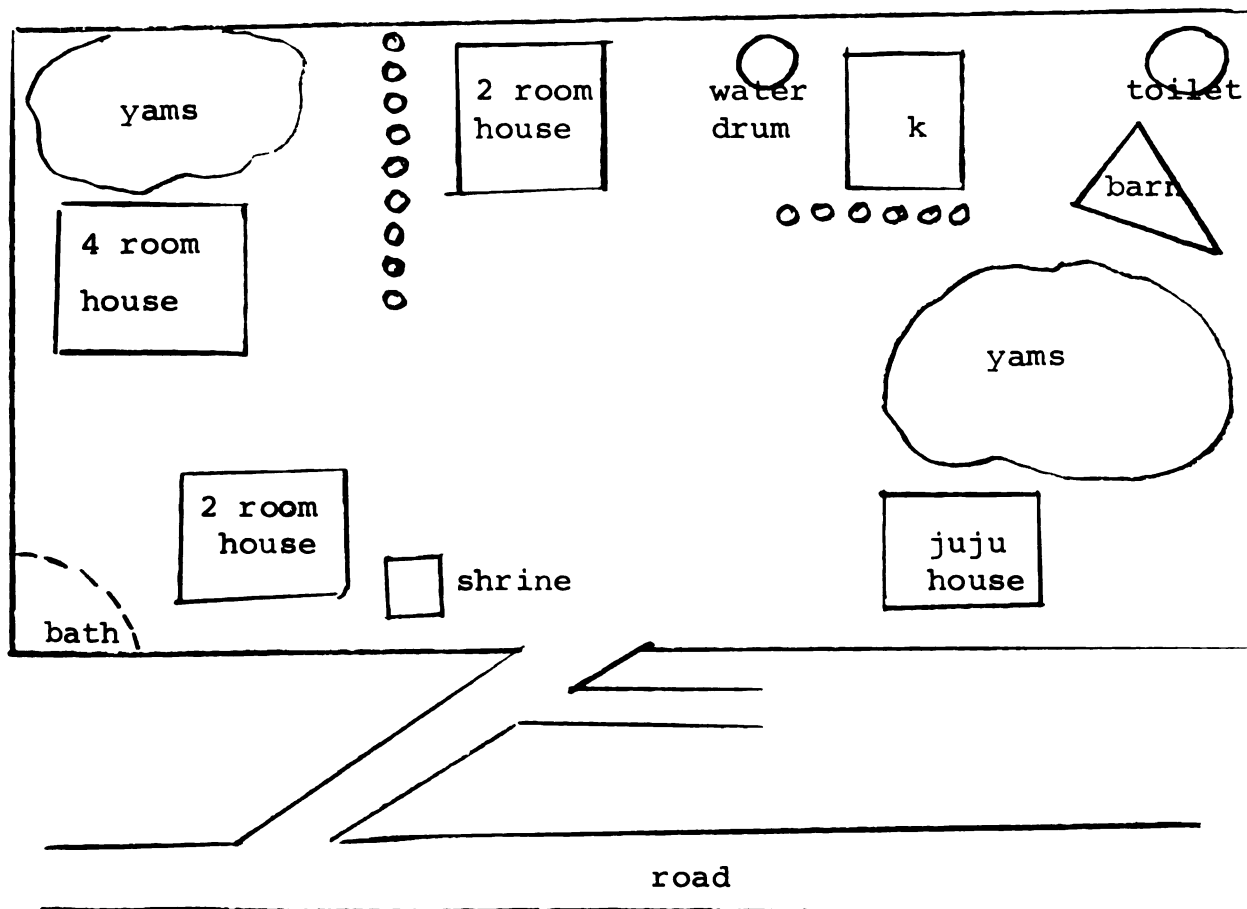 yams
2 room
house
water
drum
k
toilet
barn
4 room
house
yams
2 room
house
shrine
juju
house
bath
road